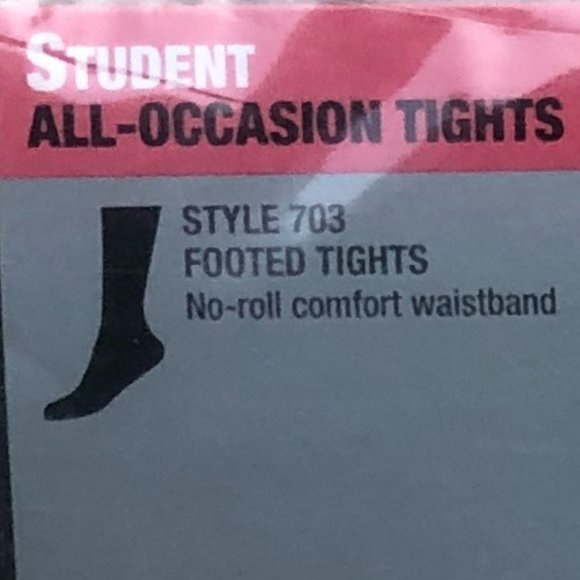 STUDENT
ALL-OCCASION TIGHTS
STYLE 703
FOOTED TIGHTS
No-roll comfort waistband